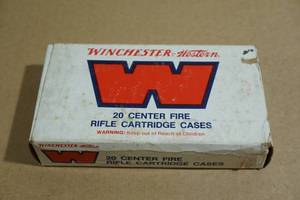 WINCHESTER Western
W
20 CENTER FIRE
RIFLE CARTRIDGE CASES
WARNING: Keep out of Reach of Children
WINCHESTER Western
20 CENTER FIRE
RIFLE CARTRIDGE CASES